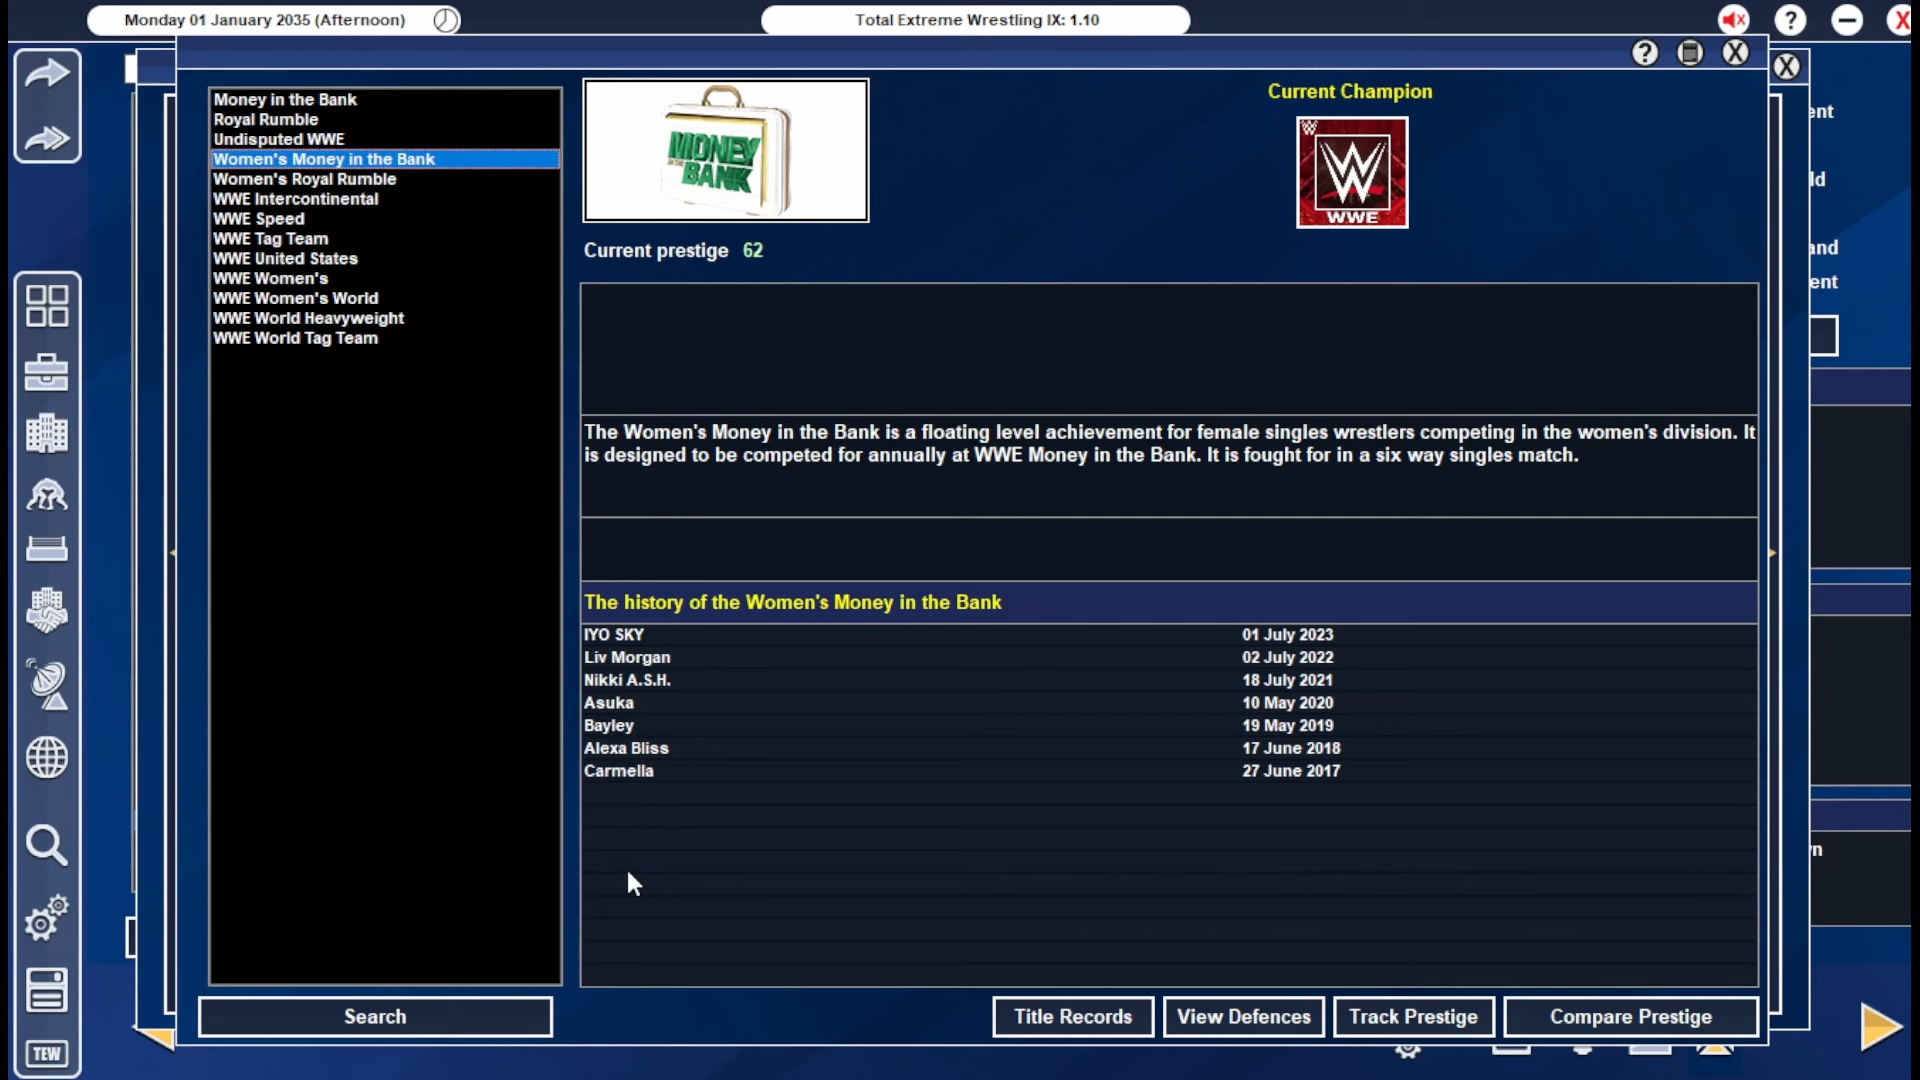 Monday 01 January 2035 (Afternoon)
Total Extreme Wrestling IX: 1.10
Money in the Bank
Royal Rumble
Undisputed WWE
Women's Money in the Bank
Women's Royal Rumble
WWE Intercontinental
WWE Speed
WWE Tag Team
WWE United States
WWE Women's
WWE Women's World
WWE World Heavyweight
WWE World Tag Team
MONEY
IN THE
BANK
Current prestige 62
Current Champion
WWE
The Women's Money in the Bank is a floating level achievement for female singles wrestlers competing in the women's division. It
is designed to be competed for annually at WWE Money in the Bank. It is fought for in a six way singles match.
The history of the Women's Money in the Bank
IYO SKY 01 July 2023
Liv Morgan 02 July 2022
Nikki A.S.H. 18 July 2021
Asuka 10 May 2020
Bayley 19 May 2019
Alexa Bliss 17 June 2018
Carmella 27 June 2017
Search
Title Records
View Defences
Track Prestige
Compare Prestige
TEW